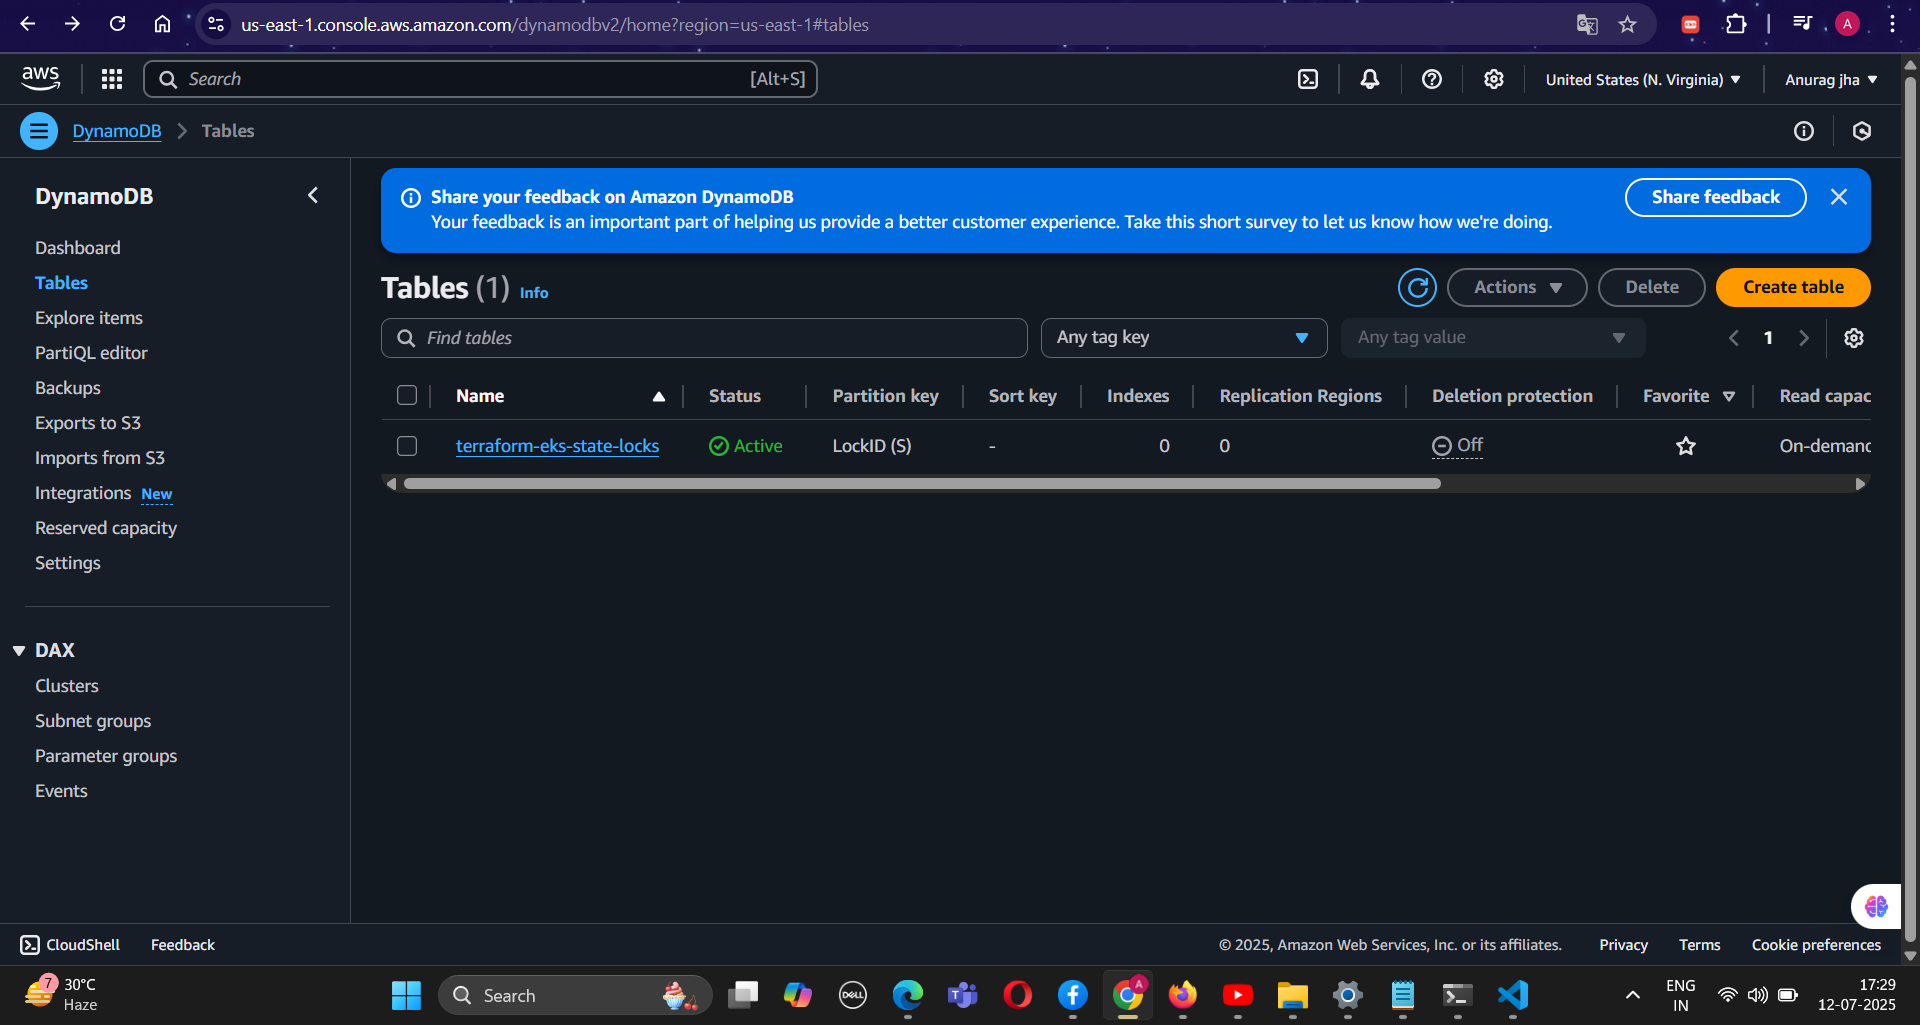 us-east-1.console.aws.amazon.com/dynamodbv2/home?region=us-east-1#tables
A
aws
Search [Alt+S]
United States (N. Virginia)
Anurag jha
DynamoDB
Tables
DynamoDB
Dashboard
Tables
Explore items
PartiQL editor
Backups
Exports to S3
Imports from S3
Integrations New
Reserved capacity
Settings
DAX
Clusters
Subnet groups
Parameter groups
Events
Share your feedback on Amazon DynamoDB
Your feedback is an important part of helping us provide a better customer experience. Take this short survey to let us know how we're doing.
Share feedback
Tables (1) Info
Actions
Delete
Create table
Find tables
Any tag key
Any tag value
1
Name Status Partition key Sort key Indexes Replication Regions Deletion protection Favorite Read capac
terraform-eks-state-locks Active LockID (S) - 0 0 Off On-demand
CloudShell Feedback © 2025, Amazon Web Services, Inc. or its affiliates. Privacy Terms Cookie preferences
7
30°C
Haze
Search
DELL
A
ENG
IN
17:29
12-07-2025